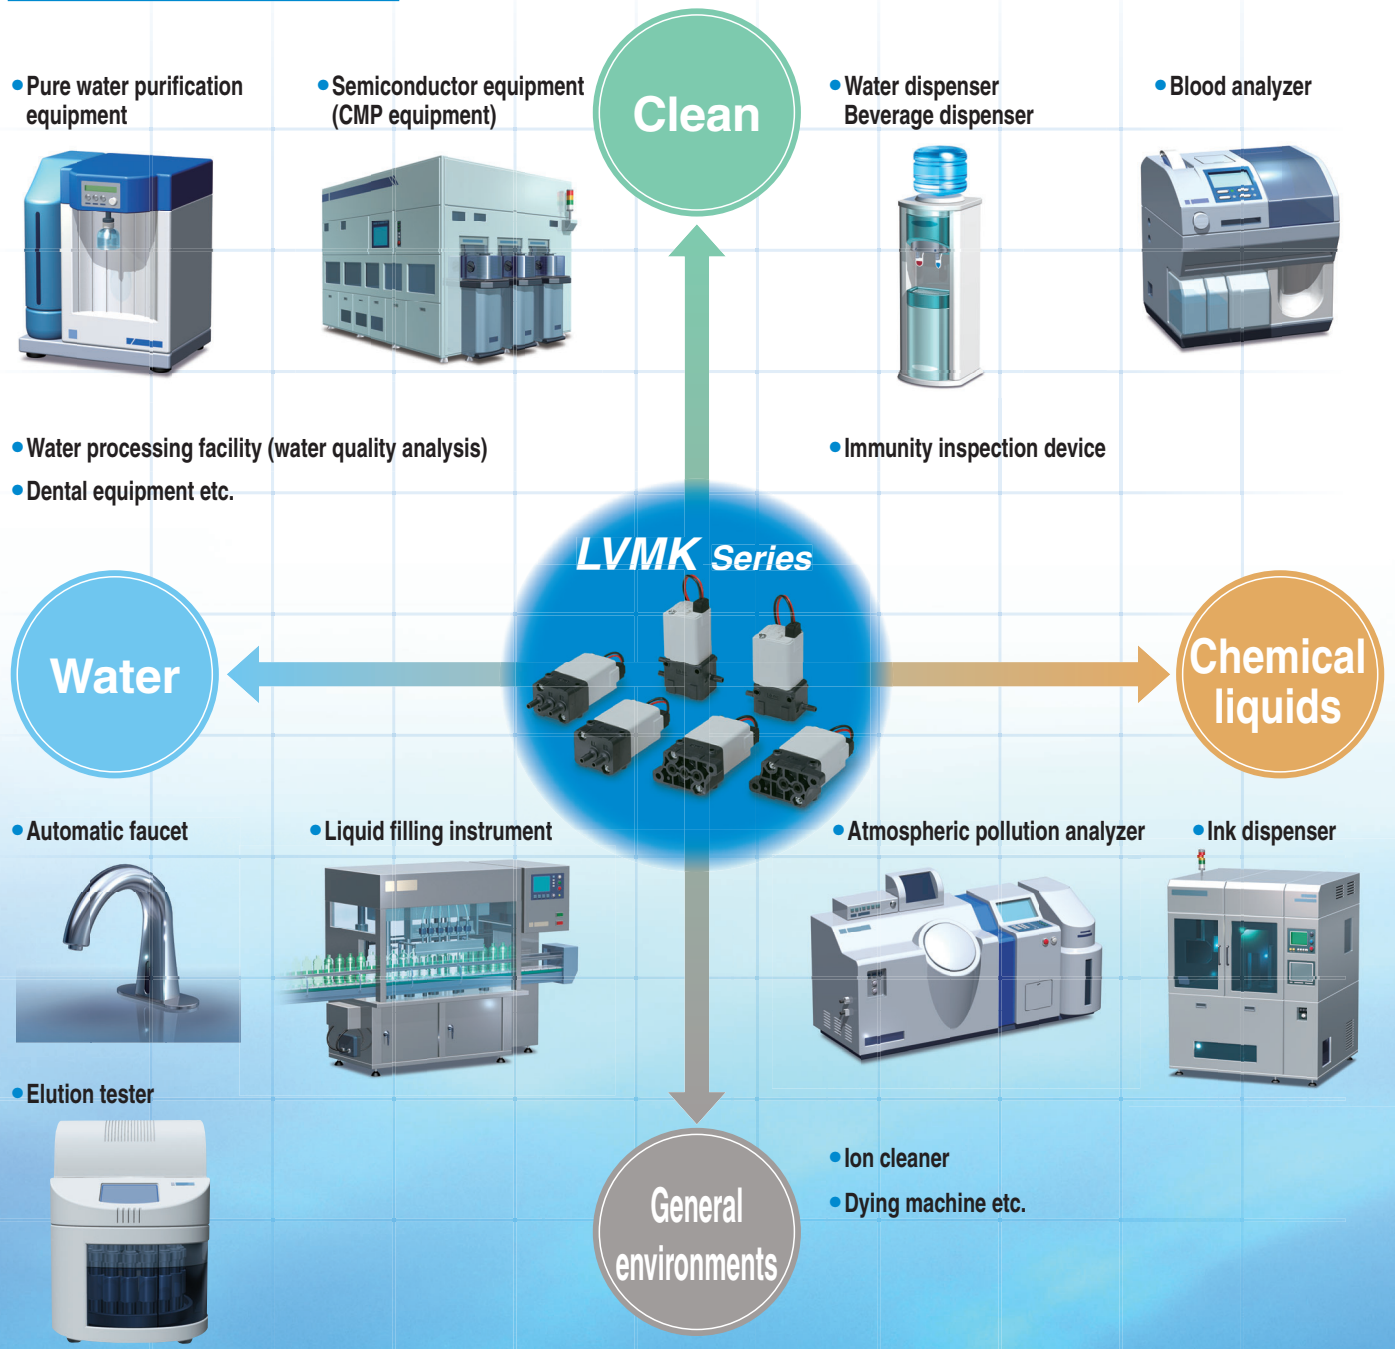 Clean
• Pure water purification
equipment
• Semiconductor equipment
(CMP equipment)
• Water dispenser
Beverage dispenser
• Blood analyzer
• Water processing facility (water quality analysis)
• Dental equipment etc.
• Immunity inspection device
LVMK Series
Water
Chemical
liquids
• Automatic faucet
• Liquid filling instrument
• Atmospheric pollution analyzer
• Ink dispenser
• Elution tester
• Ion cleaner
• Dying machine etc.
General
environments